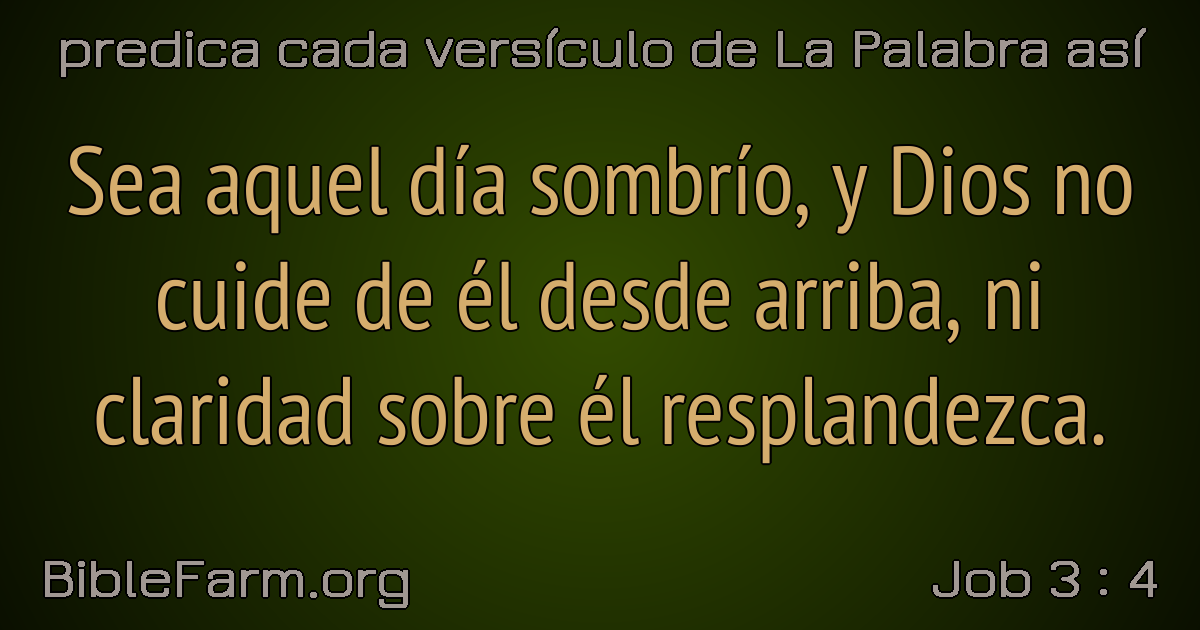 predica cada versículo de La Palabra así
Sea aquel día sombrío, y Dios no
cuide de él desde arriba, ni
claridad sobre él resplandezca.
BibleFarm.org
Job 3 : 4